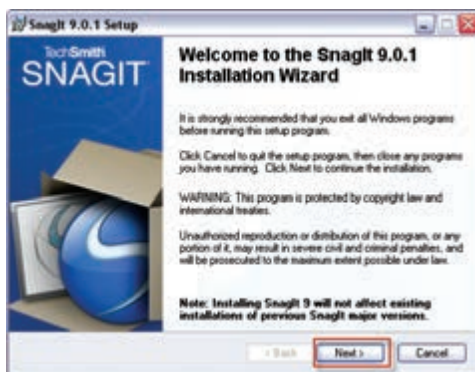 SnagIt 9.0.1 Setup
TechSmith
SNAGIT
Welcome to the SnagIt 9.0.1
Installation Wizard
It is strongly recommended that you exit all Windows programs
before running this setup program.
Click Cancel to quit the setup program, then close any programs
you have running. Click Next to continue the installation.
WARNING: This program is protected by copyright law and
international treaties.
Unauthorized reproduction or distribution of this program, or any
portion of it, may result in severe civil and criminal penalties, and
will be prosecuted to the maximum extent possible under law.
Note: Installing SnagIt 9 will not affect existing
installations of previous SnagIt major versions.
< Back
Next >
Cancel